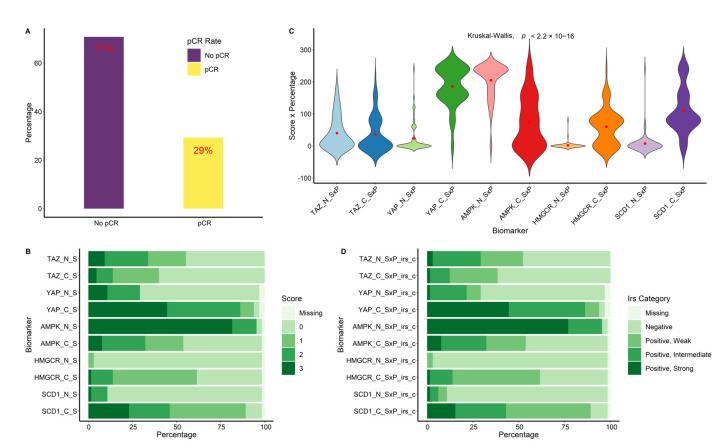 A
pCR Rate
No pCR
pCR
71%
29%
60
40
20
0
Percentage
No pCR
pCR
C
Kruskal-Wallis, p < 2.2 × 10−16
300
200
100
0
-100
Score x Percentage
TAZ_N_SxP
TAZ_C_SxP
YAP_N_SxP
YAP_C_SxP
AMPK_N_SxP
AMPK_C_SxP
HMGCR_N_SxP
HMGCR_C_SxP
SCD1_N_SxP
SCD1_C_SxP
Biomarker
B
TAZ_N_S
TAZ_C_S
YAP_N_S
YAP_C_S
AMPK_N_S
AMPK_C_S
HMGCR_N_S
HMGCR_C_S
SCD1_N_S
SCD1_C_S
Biomarker
0
25
50
75
100
Percentage
Score
Missing
0
1
2
3
D
TAZ_N_SxP_irs_c
TAZ_C_SxP_irs_c
YAP_N_SxP_irs_c
YAP_C_SxP_irs_c
AMPK_N_SxP_irs_c
AMPK_C_SxP_irs_c
HMGCR_N_SxP_irs_c
HMGCR_C_SxP_irs_c
SCD1_N_SxP_irs_c
SCD1_C_SxP_irs_c
Biomarker
0
25
50
75
100
Percentage
Irs Category
Missing
Negative
Positive, Weak
Positive, Intermediate
Positive, Strong